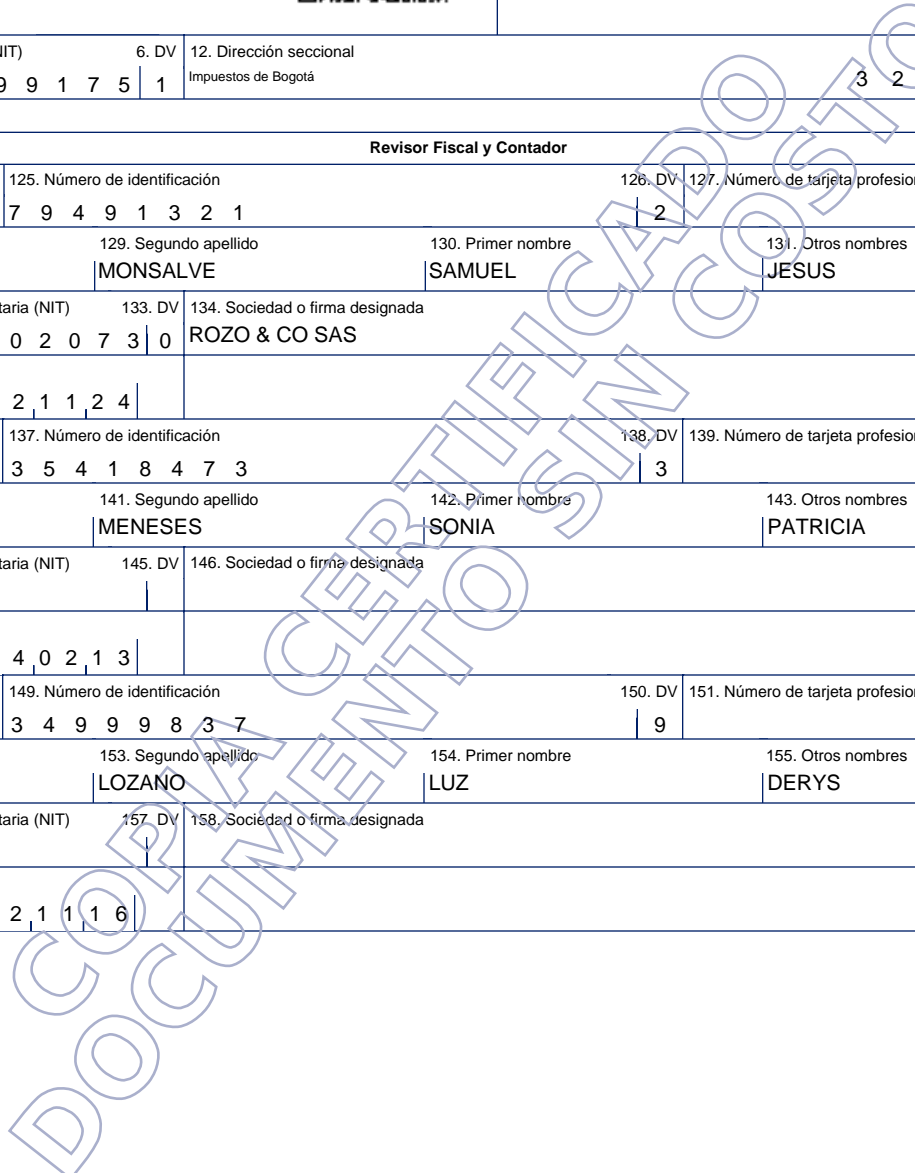 NIT) 6. DV 12. Dirección seccional
9 9 1 7 5 1 Impuestos de Bogotá 3 2
Revisor Fiscal y Contador
125. Número de identificación 126. DV 127. Número de tarjeta profesion
7 9 4 9 1 3 2 1 2
129. Segundo apellido 130. Primer nombre 131. Otros nombres
MONSALVE SAMUEL JESUS
taria (NIT) 133. DV 134. Sociedad o firma designada
0 2 0 7 3 0 ROZO & CO SAS
2 1 1 2 4
137. Número de identificación 138. DV 139. Número de tarjeta profesion
3 5 4 1 8 4 7 3 3
141. Segundo apellido 142. Primer nombre 143. Otros nombres
MENESES SONIA PATRICIA
taria (NIT) 145. DV 146. Sociedad o firma designada
4 0 2 1 3
149. Número de identificación 150. DV 151. Número de tarjeta profesion
3 4 9 9 9 8 3 7 9
153. Segundo apellido 154. Primer nombre 155. Otros nombres
LOZANO LUZ DERYS
taria (NIT) 157. DV 158. Sociedad o firma designada
2 1 1 1 6
COPIA CERTIFICADO
DOCUMENTO SIN COSTO